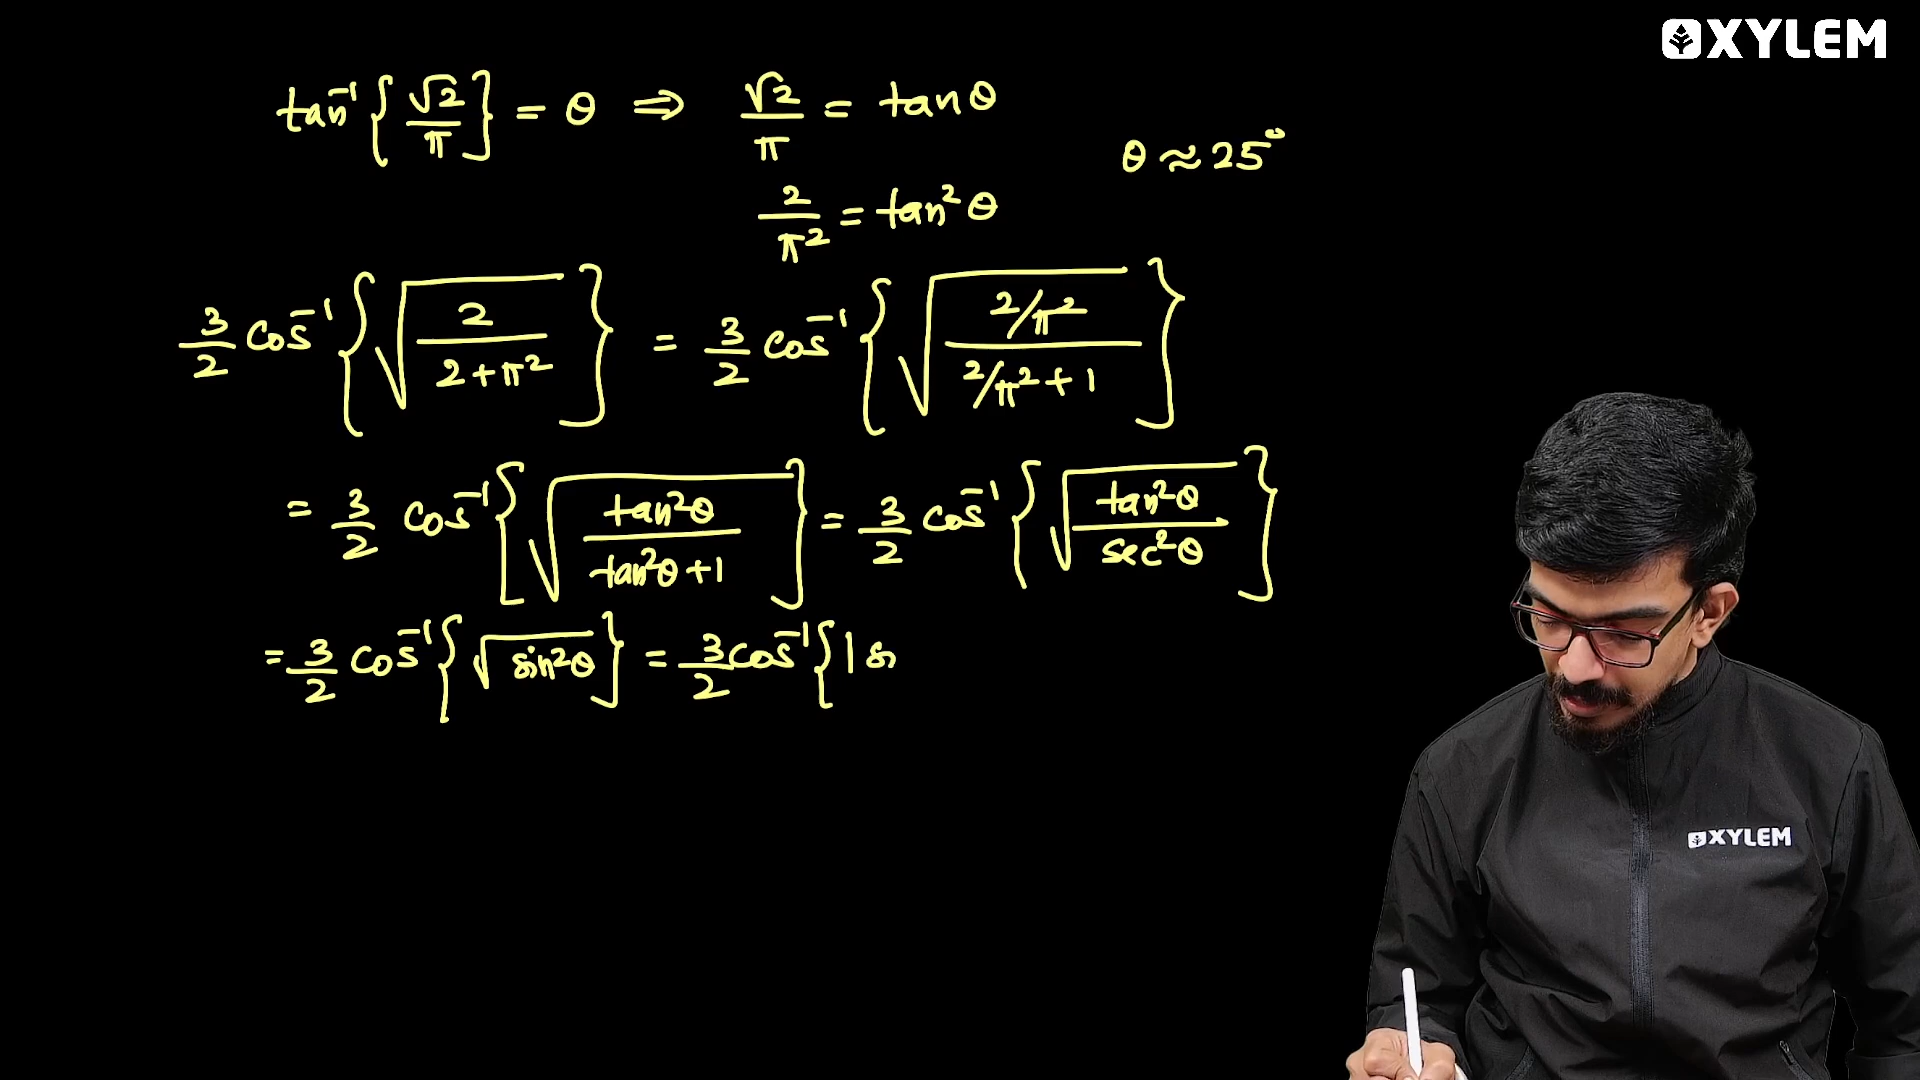 XYLEM
tan⁻¹{√2/π} = θ ⇒ √2/π = tanθ
θ ≈ 25°
2/π² = tan²θ
3/2 cos⁻¹{√(2/(2+π²))} = 3/2 cos⁻¹{√((2/π²)/(2/π²+1))}
= 3/2 cos⁻¹{√(tan²θ/(tan²θ+1))} = 3/2 cos⁻¹{√(tan²θ/sec²θ)}
= 3/2 cos⁻¹{√sin²θ} = 3/2 cos⁻¹{|s
XYLEM